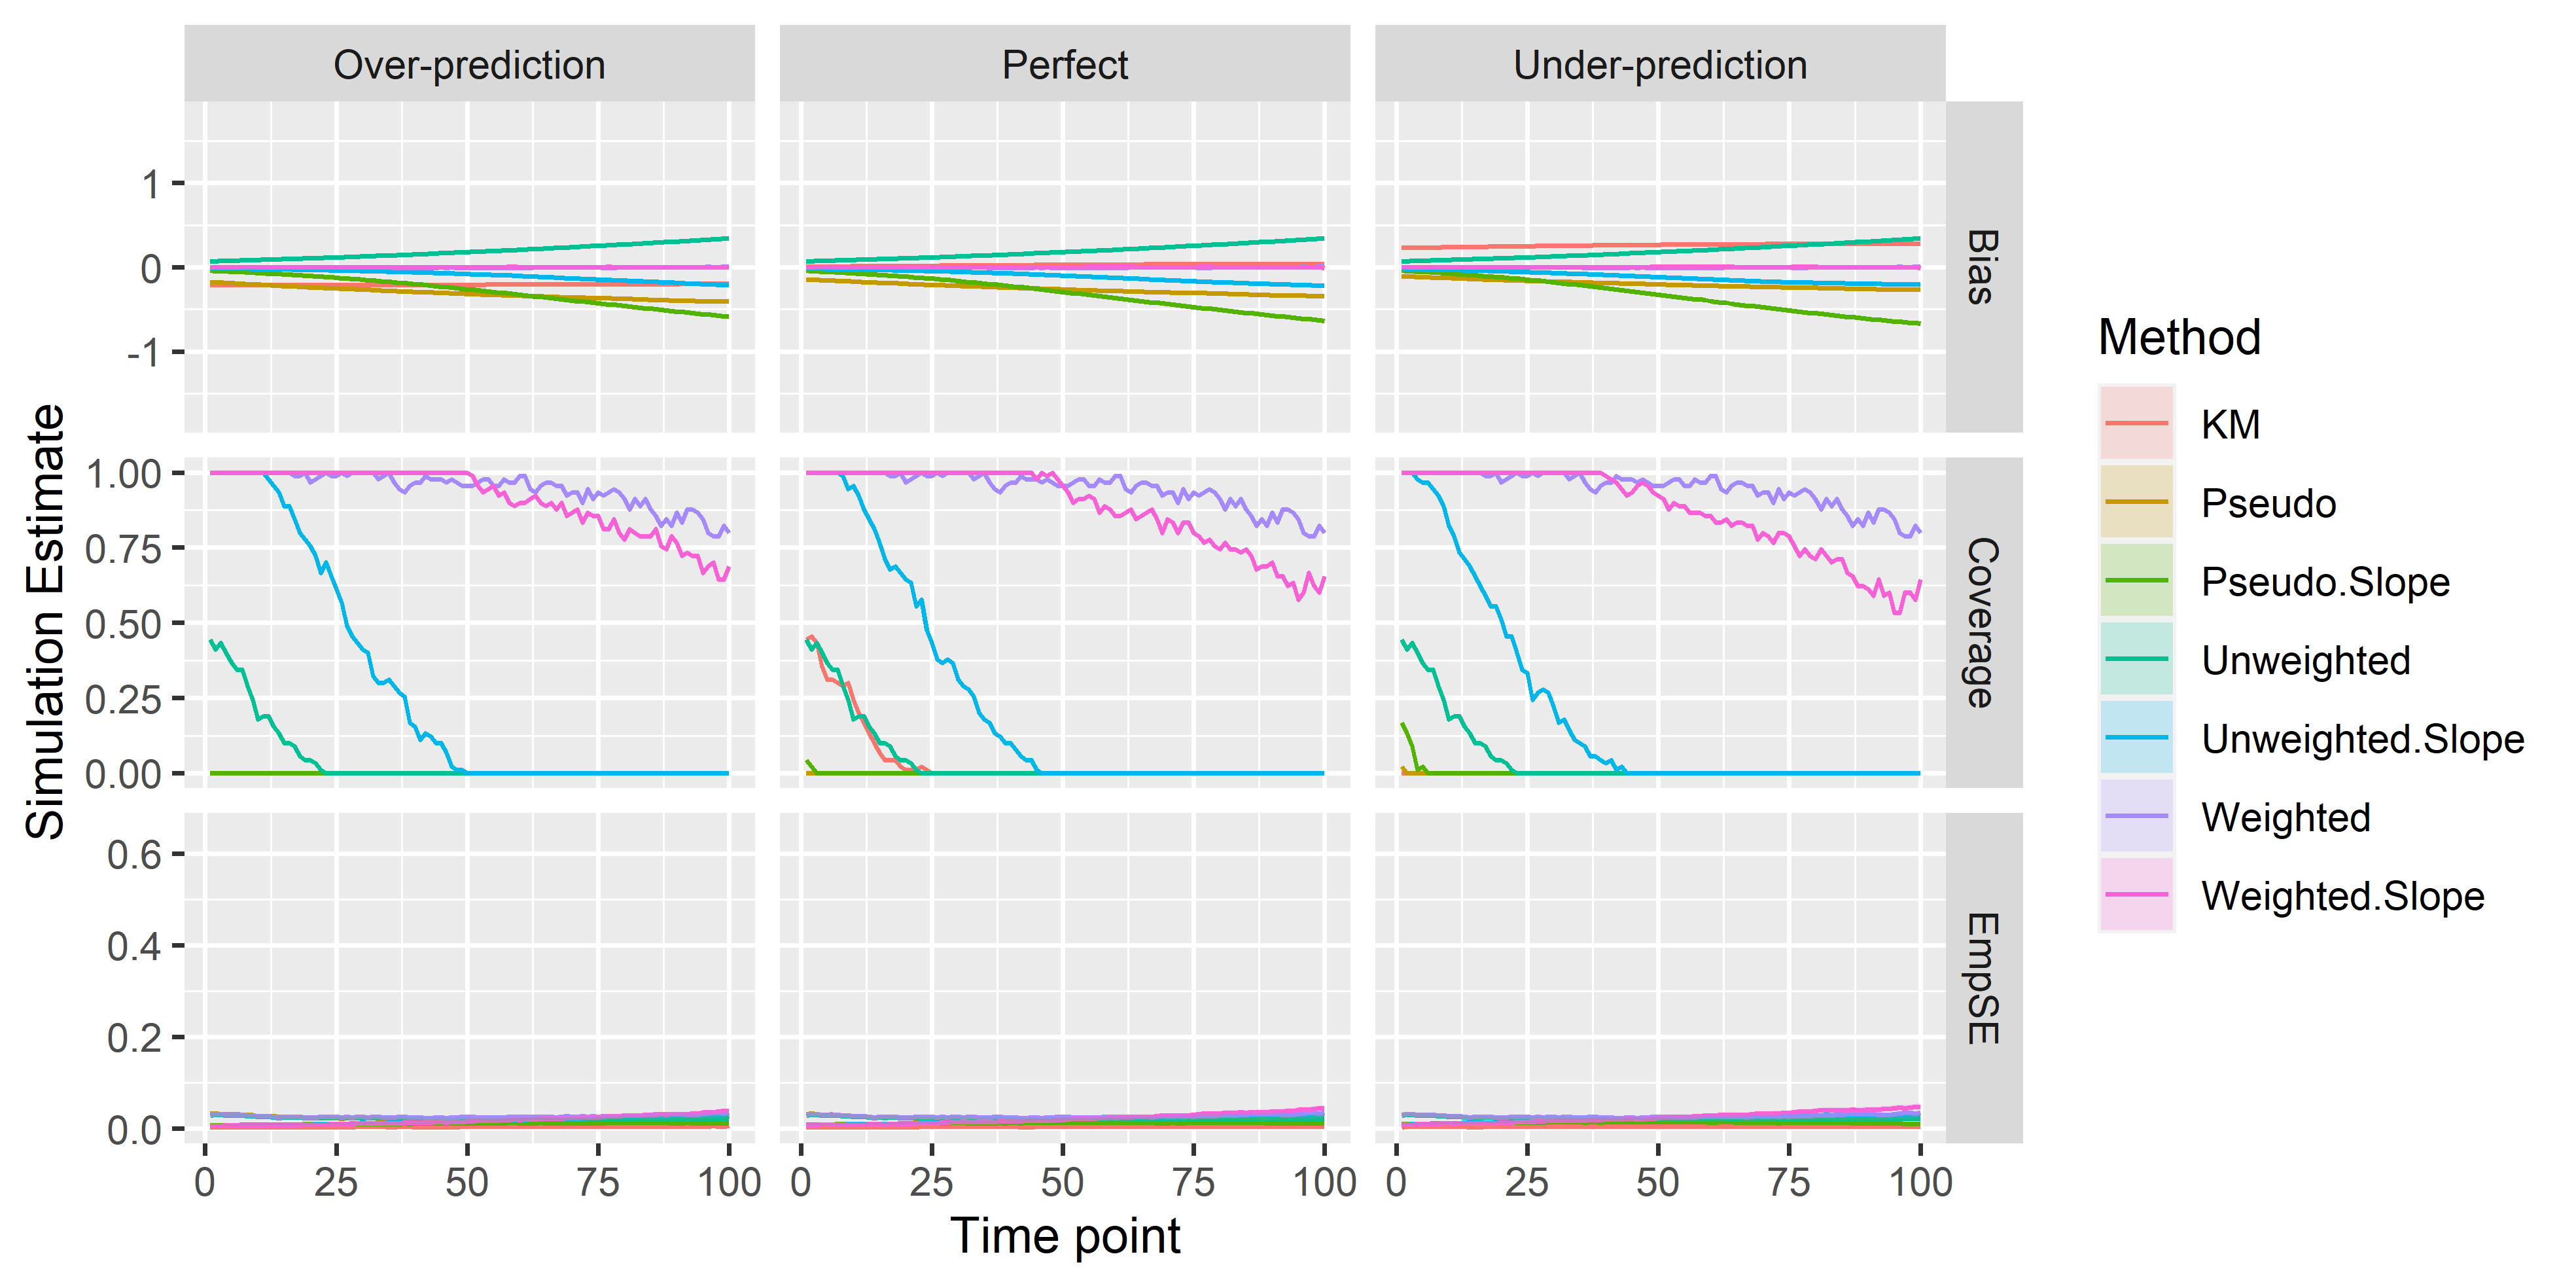 Over-prediction
Perfect
Under-prediction
1
0
-1
Bias
1.00
0.75
0.50
0.25
0.00
Coverage
0.6
0.4
0.2
0.0
EmpSE
0 25 50 75 100
0 25 50 75 100
0 25 50 75 100
Time point
Simulation Estimate
Method
KM
Pseudo
Pseudo.Slope
Unweighted
Unweighted.Slope
Weighted
Weighted.Slope